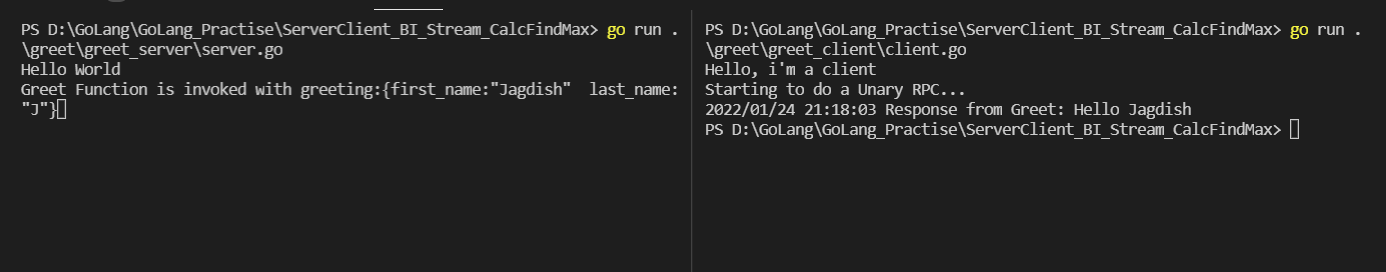 PS D:\GoLang\GoLang_Practise\ServerClient_BI_Stream_CalcFindMax> go run .
\greet\greet_server\server.go
Hello World
Greet Function is invoked with greeting:{first_name:"Jagdish"  last_name:
"J"}
PS D:\GoLang\GoLang_Practise\ServerClient_BI_Stream_CalcFindMax> go run .
\greet\greet_client\client.go
Hello, i'm a client
Starting to do a Unary RPC...
2022/01/24 21:18:03 Response from Greet: Hello Jagdish
PS D:\GoLang\GoLang_Practise\ServerClient_BI_Stream_CalcFindMax>